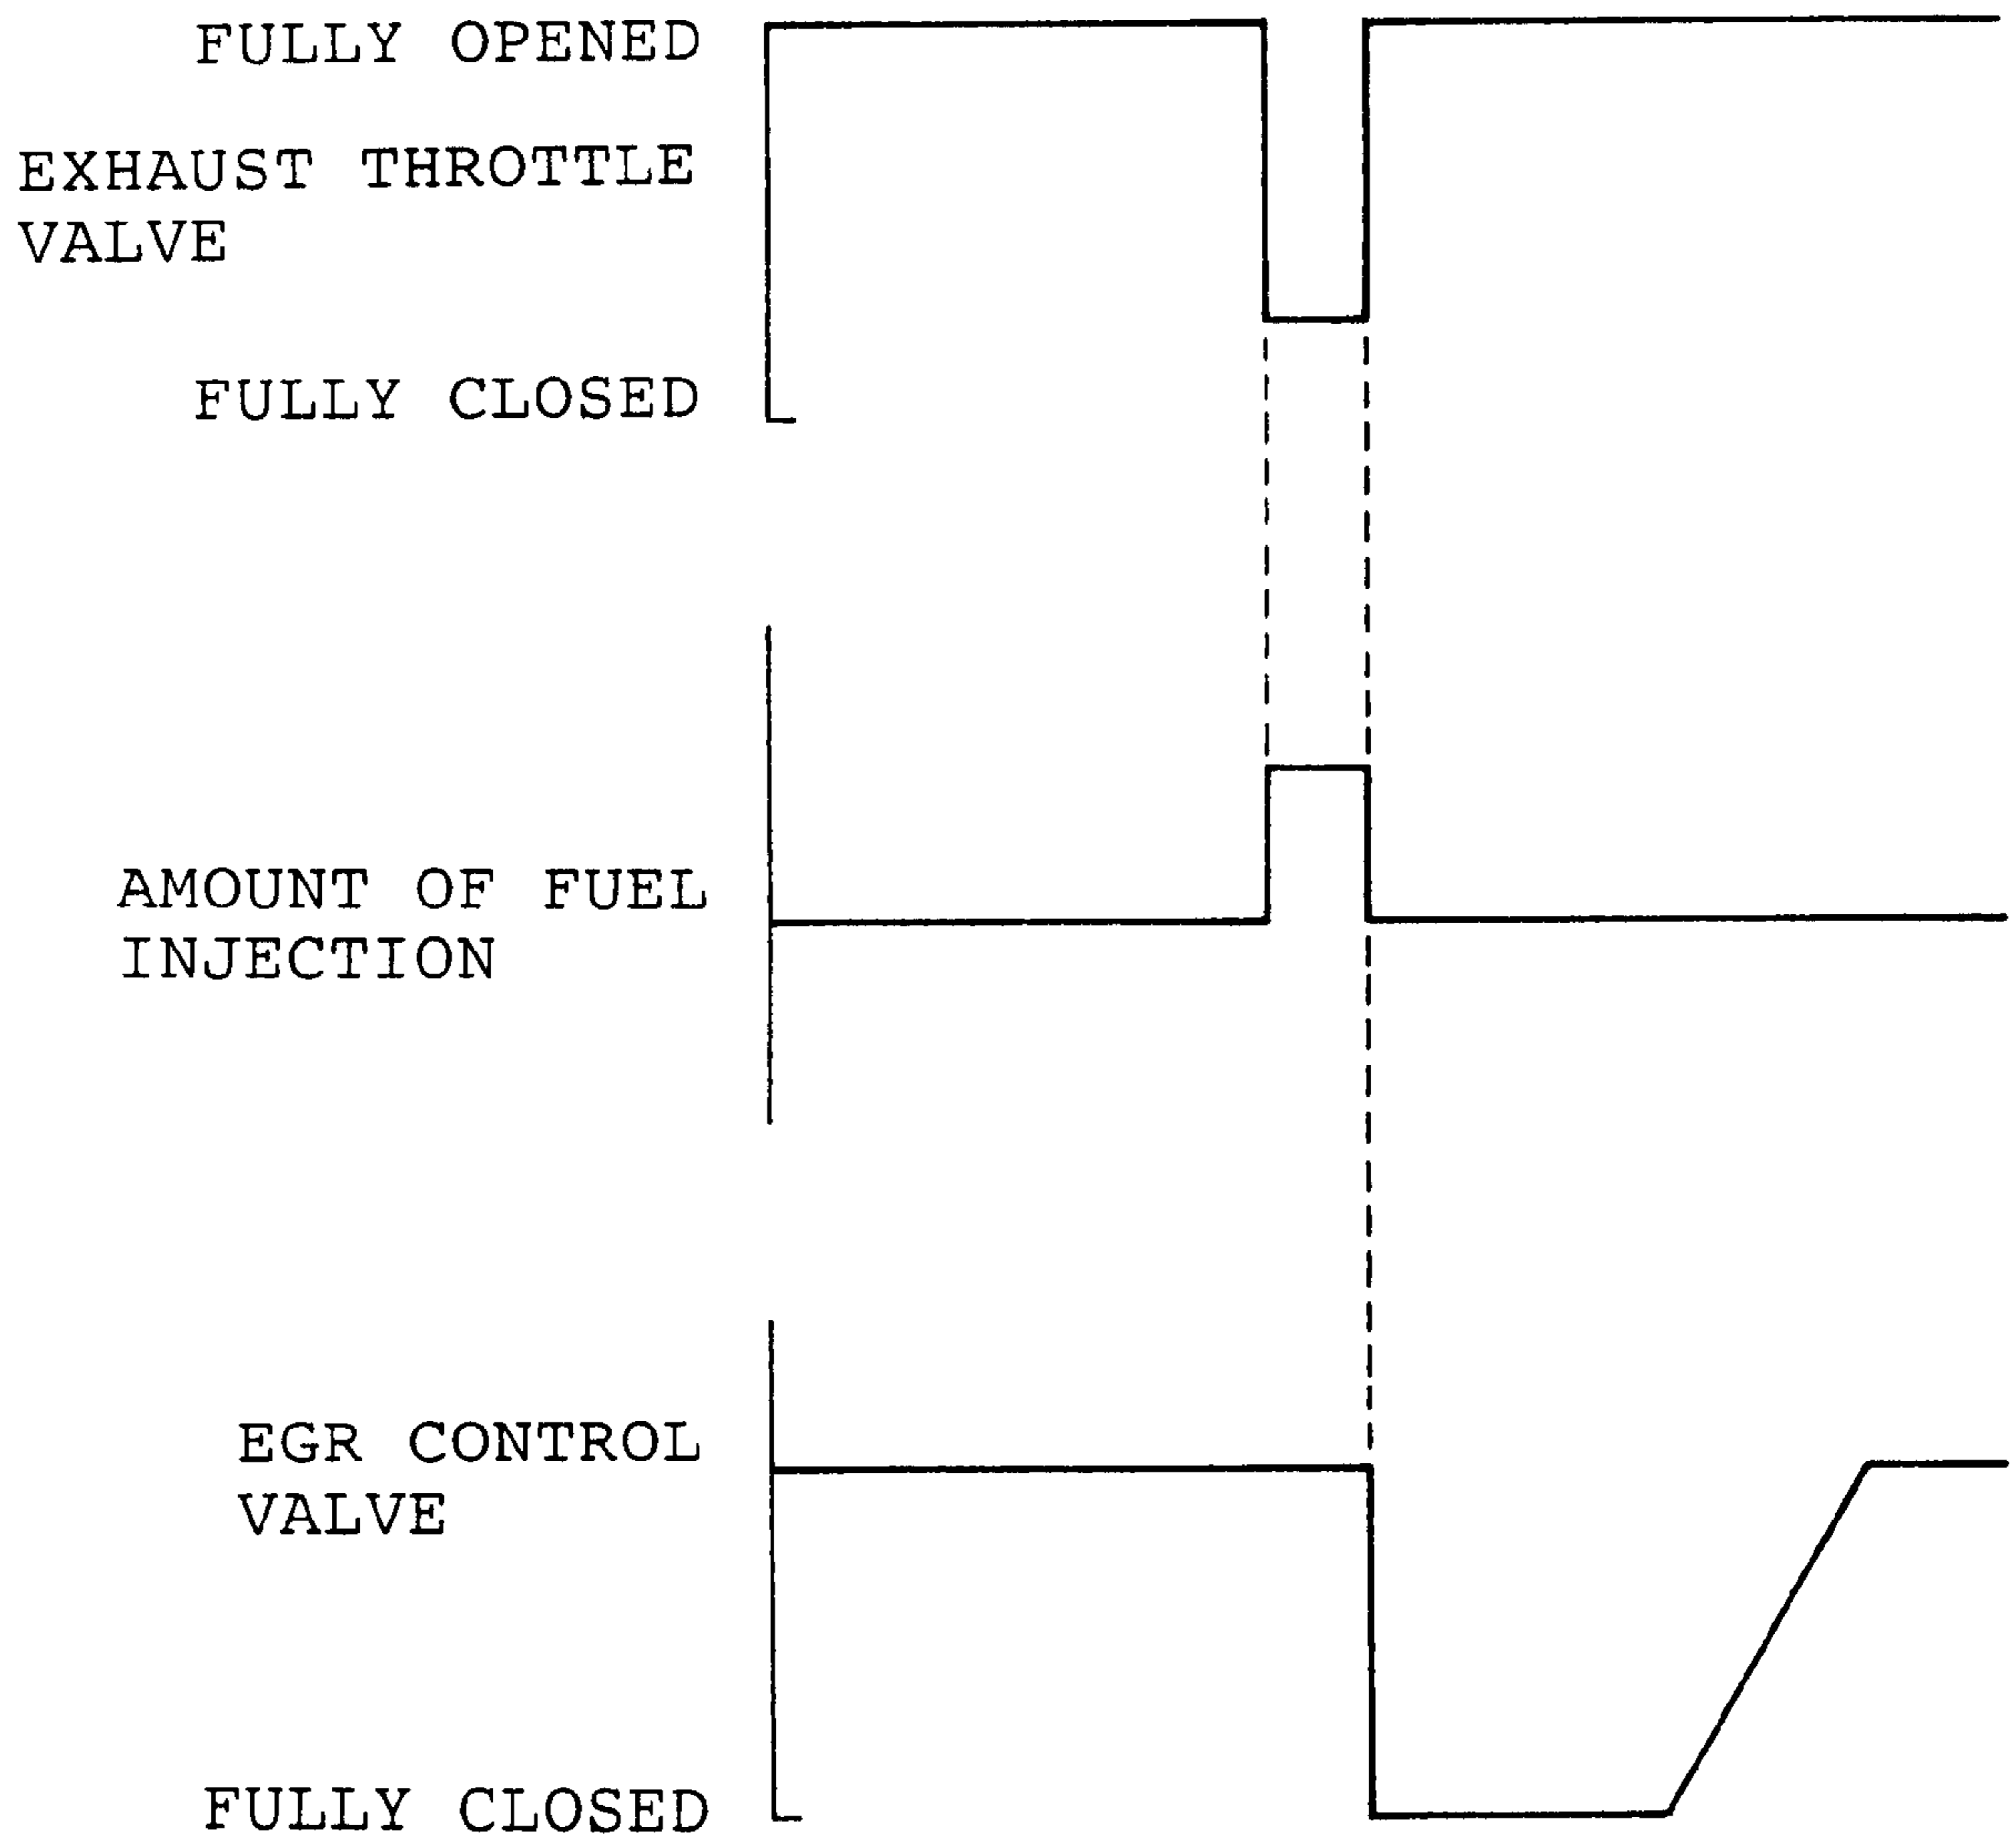 FULLY OPENED
EXHAUST THROTTLE
VALVE
FULLY CLOSED
AMOUNT OF FUEL
INJECTION
EGR CONTROL
VALVE
FULLY CLOSED